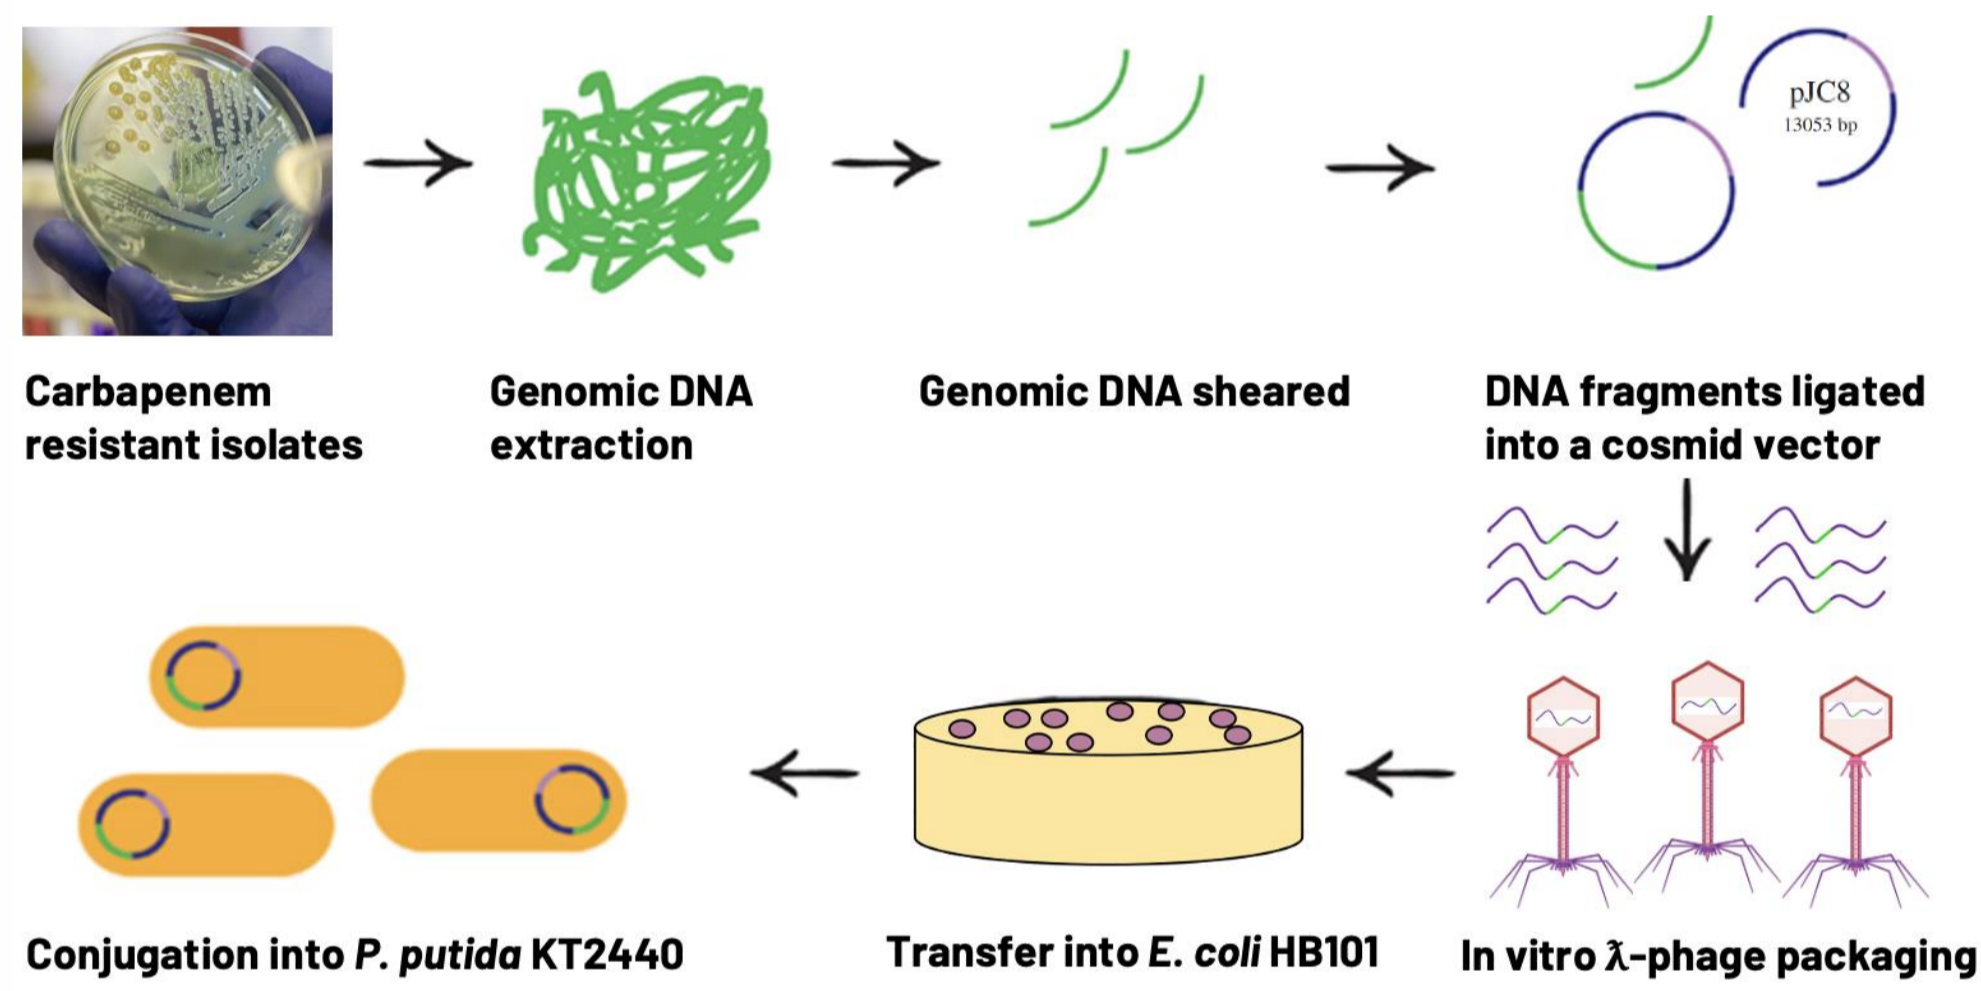 pJC8
13053 bp
Carbapenem
resistant isolates
Genomic DNA
extraction
Genomic DNA sheared
DNA fragments ligated
into a cosmid vector
Conjugation into P. putida KT2440
Transfer into E. coli HB101
In vitro ƛ-phage packaging